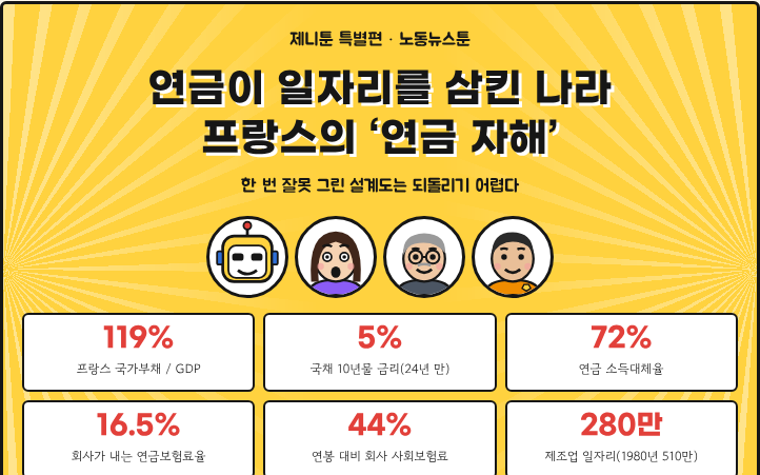 제니툰 특별편 · 노동뉴스툰
연금이 일자리를 삼킨 나라
프랑스의 ‘연금 자해’
한 번 잘못 그린 설계도는 되돌리기 어렵다
119%
프랑스 국가부채 / GDP
5%
국채 10년물 금리(24년 만)
72%
연금 소득대체율
16.5%
회사가 내는 연금보험료율
44%
연봉 대비 회사 사회보험료
280만
제조업 일자리(1980년 510만)